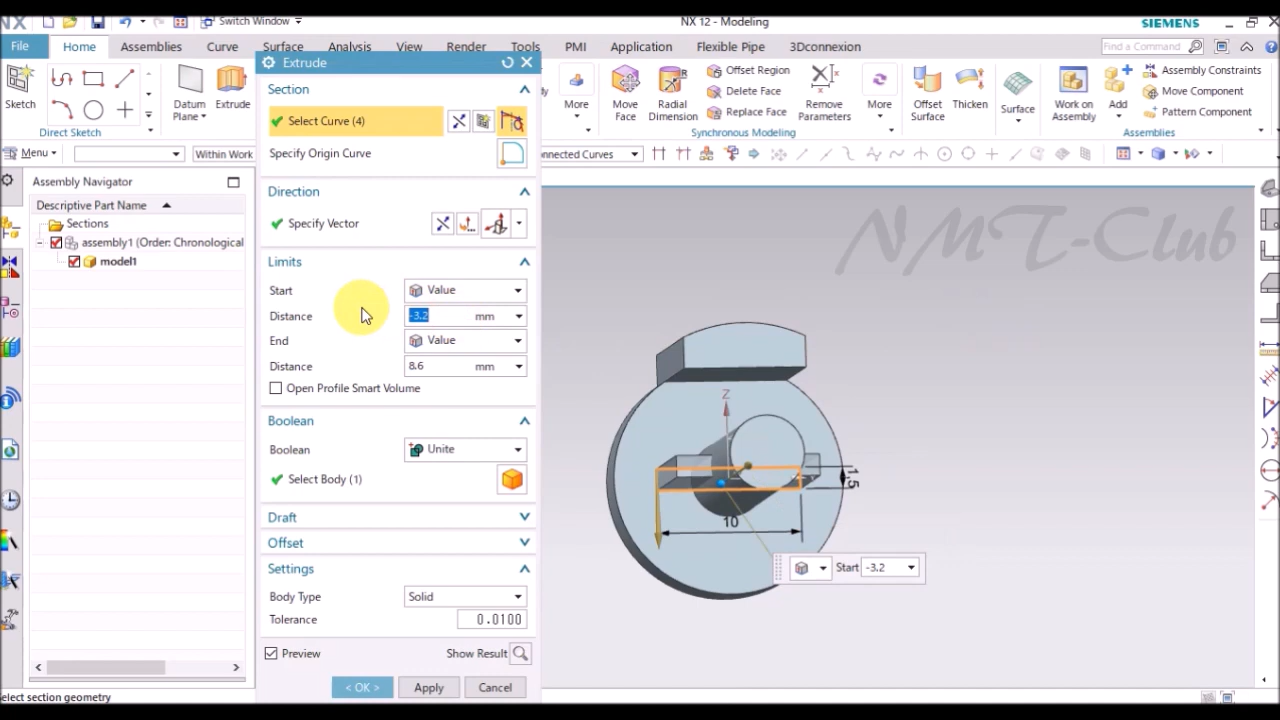 NX
Switch Window
NX 12 - Modeling
SIEMENS
File Home Assemblies Curve Surface Analysis View Render Tools PMI Application Flexible Pipe 3Dconnexion
Find a Command
Sketch
Datum
Plane
Extrude
Direct Sketch
More
Move
Face
Radial
Dimension
Offset Region
Delete Face
Replace Face
Remove
Parameters
More
Synchronous Modeling
Offset
Surface
Thicken
Surface
Work on
Assembly
Add
Assembly Constraints
Move Component
Pattern Component
Assemblies
Menu
Within Work
nnected Curves
Assembly Navigator
Descriptive Part Name
Sections
assembly1 (Order: Chronological
model1
Extrude
Section
Select Curve (4)
Specify Origin Curve
Direction
Specify Vector
Limits
Start Value
Distance -3.2 mm
End Value
Distance 8.6 mm
Open Profile Smart Volume
Boolean
Boolean Unite
Select Body (1)
Draft
Offset
Settings
Body Type Solid
Tolerance 0.0100
Preview Show Result
< OK > Apply Cancel
NMT-Club
Z
1.5
10
Start -3.2
elect section geometry